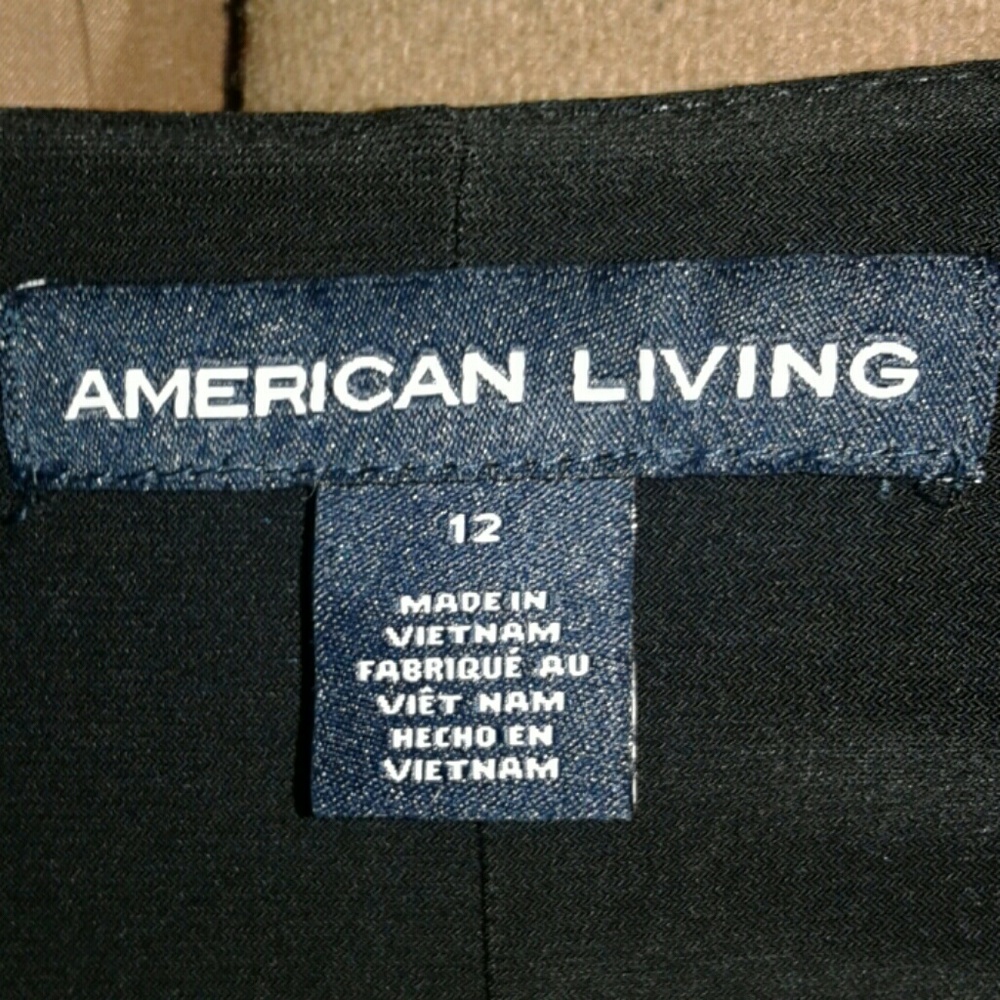 AMERICAN LIVING
12
MADE IN
VIETNAM
FABRIQUÉ AU
VIÊT NAM
HECHO EN
VIETNAM